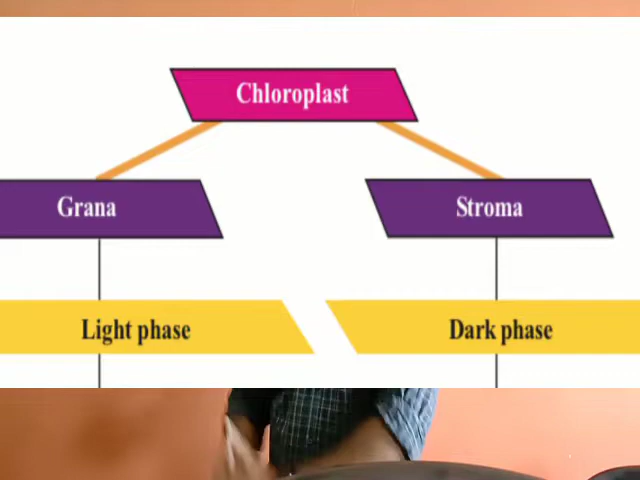 Chloroplast
Grana
Stroma
Light phase
Dark phase